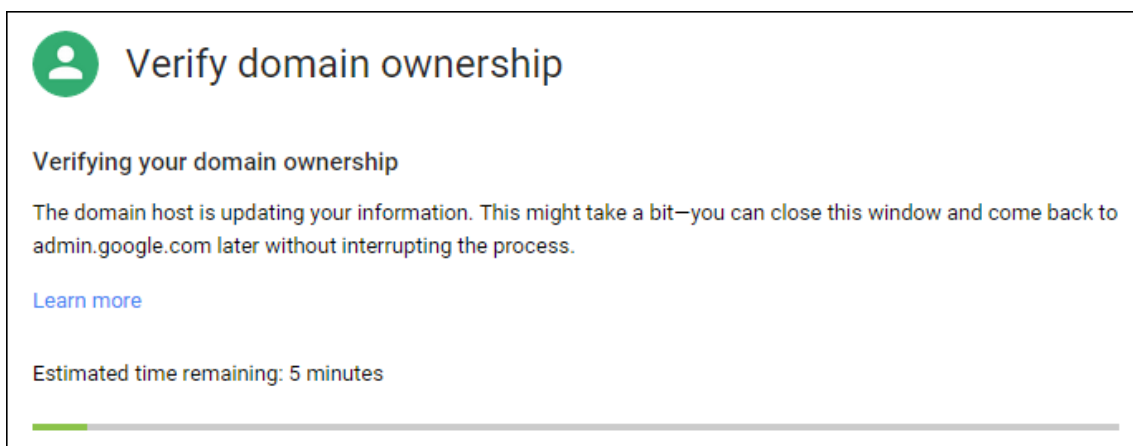 Verify domain ownership
Verifying your domain ownership
The domain host is updating your information. This might take a bit—you can close this window and come back to
admin.google.com later without interrupting the process.
Learn more
Estimated time remaining: 5 minutes